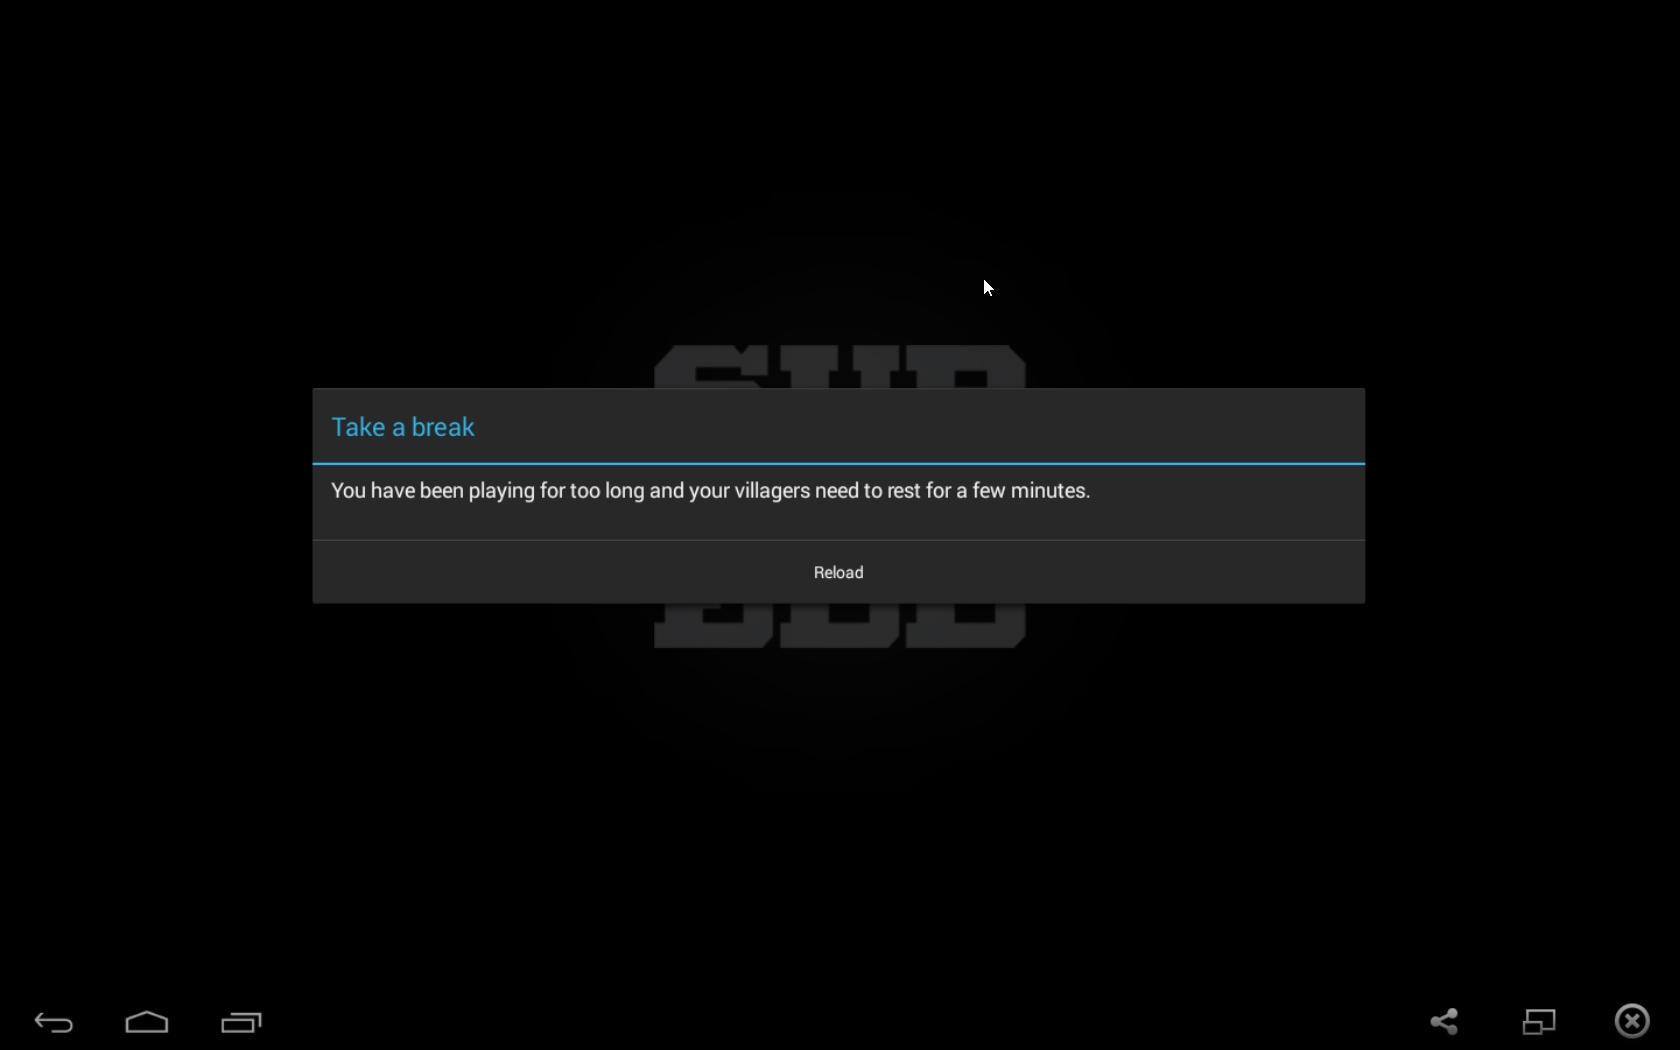 Take a break
You have been playing for too long and your villagers need to rest for a few minutes.
Reload